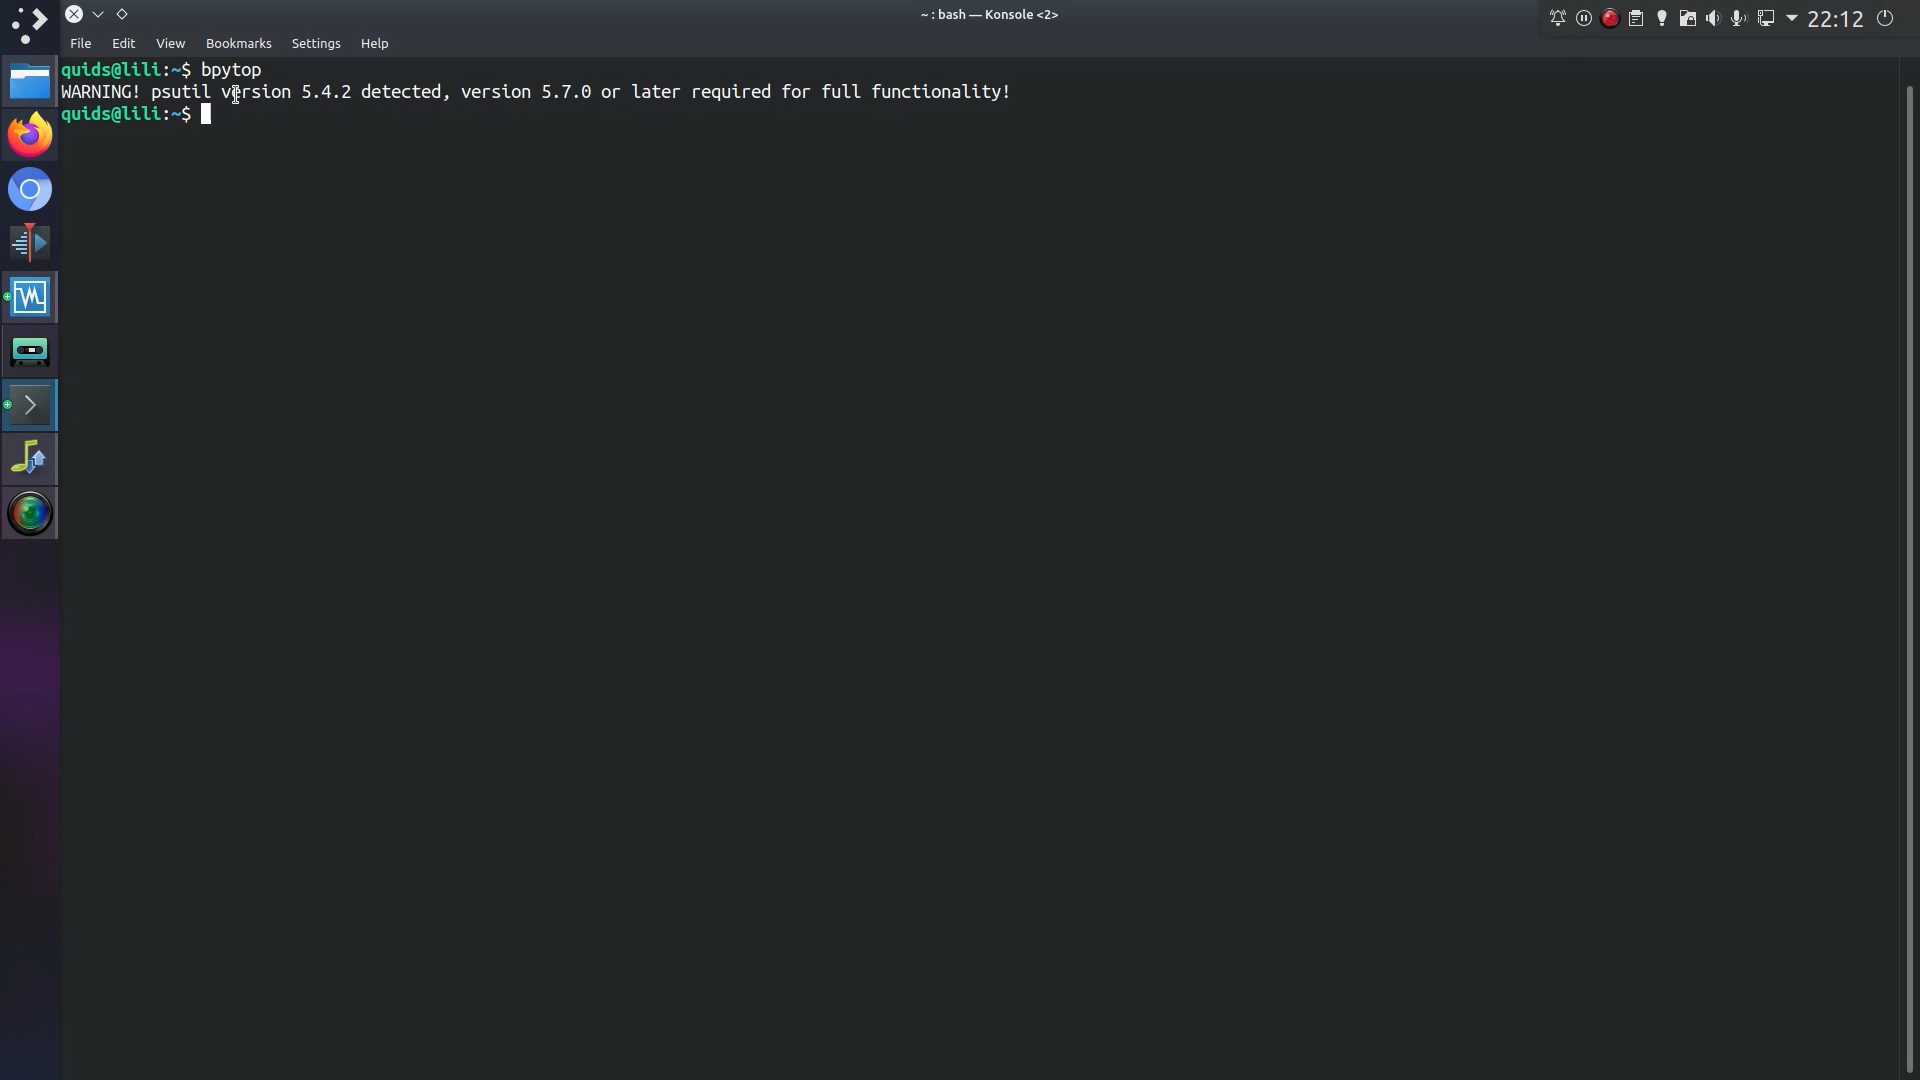 ~ : bash — Konsole <2>
22:12
File Edit View Bookmarks Settings Help
quids@lili:~$ bpytop
WARNING! psutil version 5.4.2 detected, version 5.7.0 or later required for full functionality!
quids@lili:~$